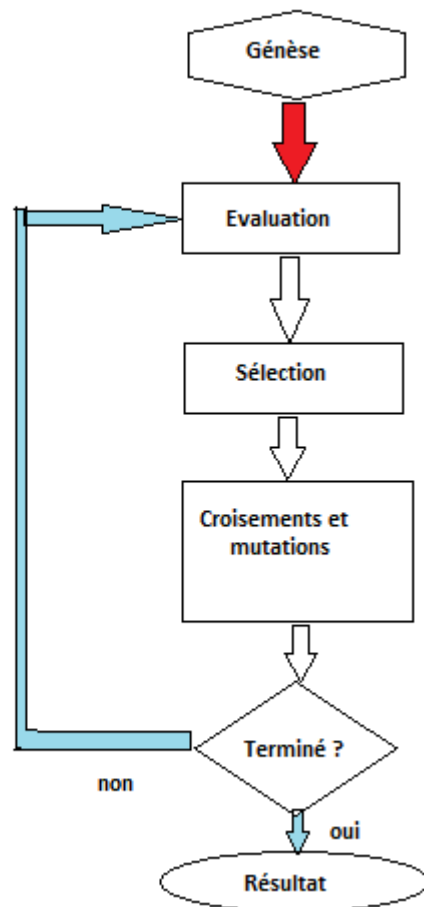 Génèse
Evaluation
Sélection
Croisements et
mutations
Terminé ?
non
oui
Résultat